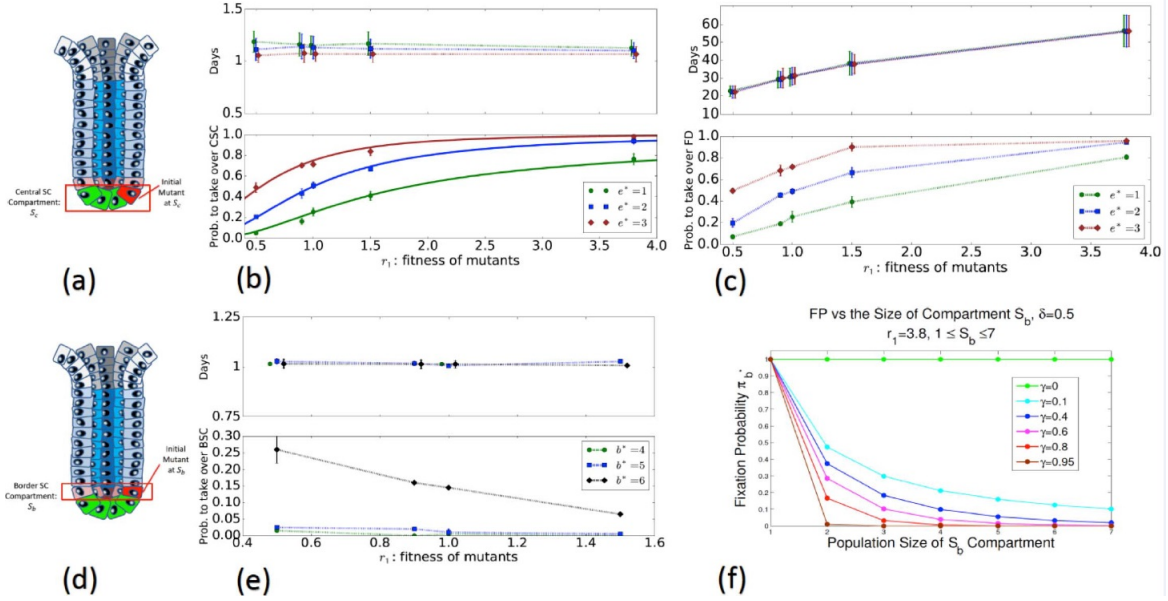 Central SC
Compartment:
Sc
Initial
Mutant
at Sc
(a)
Days
1.5
1
0.5
Prob. to take over CSC
1.0
0.8
0.6
0.4
0.2
0.0
e* =1
e* =2
e* =3
0.5 1.0 1.5 2.0 2.5 3.0 3.5 4.0
r1: fitness of mutants
(b)
Days
60
50
40
30
20
10
Prob. to take over FD
1.0
0.8
0.6
0.4
0.2
0.0
e* =1
e* =2
e* =3
0.5 1.0 1.5 2.0 2.5 3.0 3.5 4.0
r1: fitness of mutants
(c)
Border SC
Compartment:
Sb
Initial
Mutant
at Sb
(d)
Days
1.25
1
0.75
Prob. to take over BSC
0.30
0.25
0.20
0.15
0.10
0.05
0.00
b* =4
b* =5
b* =6
0.4 0.6 0.8 1.0 1.2 1.4 1.6
r1: fitness of mutants
(e)
FP vs the Size of Compartment Sb, δ=0.5
r1=3.8, 1 ≤ Sb ≤7
Fixation Probability πb*
1
0.9
0.8
0.7
0.6
0.5
0.4
0.3
0.2
0.1
0
γ=0
γ=0.1
γ=0.4
γ=0.6
γ=0.8
γ=0.95
1 2 3 4 5 6 7
Population Size of Sb Compartment
(f)